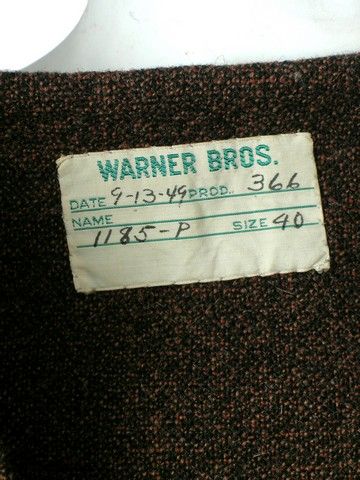 WARNER BROS.
DATE 9-13-49 PROD. 366
NAME
1185-P SIZE 40